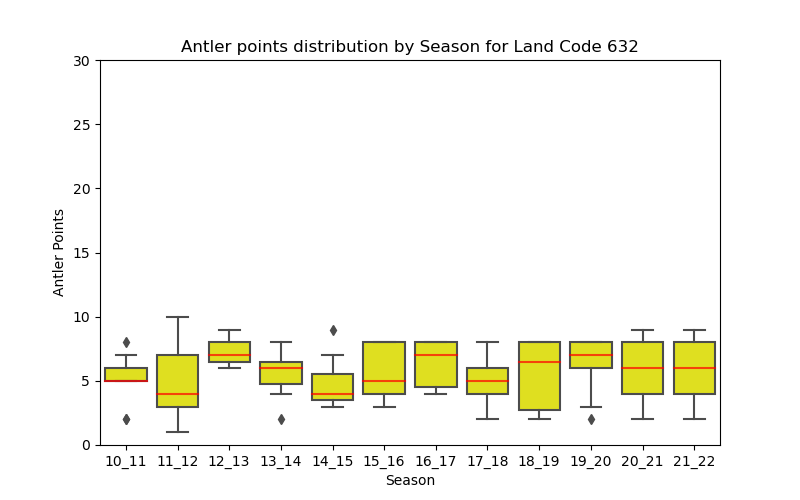 Antler points distribution by Season for Land Code 632
30
25
20
15
10
5
0
Antler Points
10_11 11_12 12_13 13_14 14_15 15_16 16_17 17_18 18_19 19_20 20_21 21_22
Season